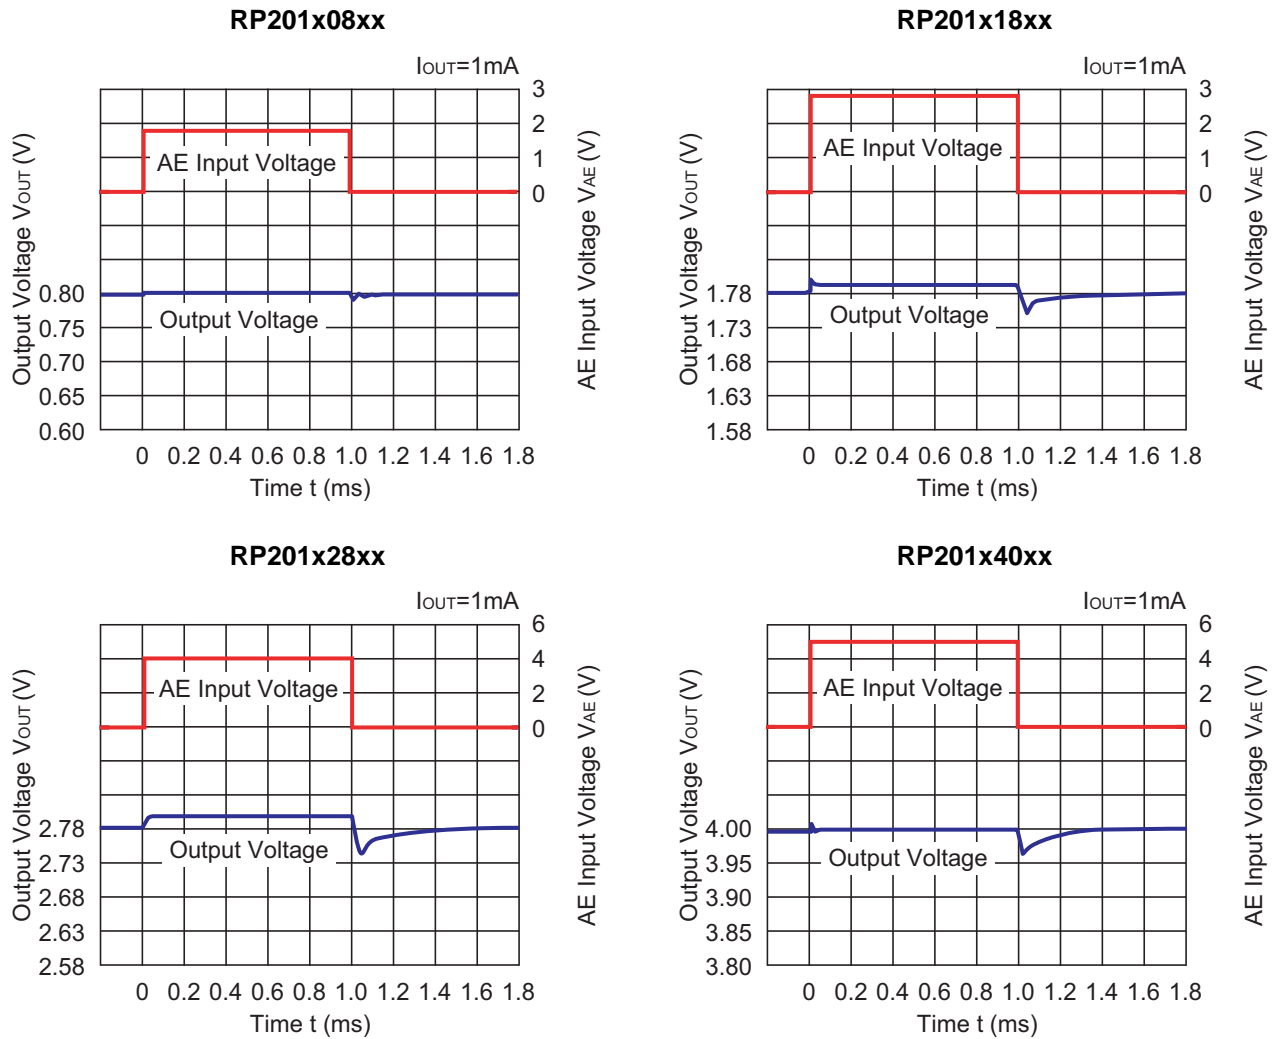 RP201x08xx
IOUT=1mA
Output Voltage VOUT (V)
0.80
0.75
0.70
0.65
0.60
AE Input Voltage
Output Voltage
3
2
1
0
AE Input Voltage VAE (V)
0 0.2 0.4 0.6 0.8 1.0 1.2 1.4 1.6 1.8
Time t (ms)
RP201x18xx
IOUT=1mA
Output Voltage VOUT (V)
1.78
1.73
1.68
1.63
1.58
AE Input Voltage
Output Voltage
3
2
1
0
AE Input Voltage VAE (V)
0 0.2 0.4 0.6 0.8 1.0 1.2 1.4 1.6 1.8
Time t (ms)
RP201x28xx
IOUT=1mA
Output Voltage VOUT (V)
2.78
2.73
2.68
2.63
2.58
AE Input Voltage
Output Voltage
6
4
2
0
AE Input Voltage VAE (V)
0 0.2 0.4 0.6 0.8 1.0 1.2 1.4 1.6 1.8
Time t (ms)
RP201x40xx
IOUT=1mA
Output Voltage VOUT (V)
4.00
3.95
3.90
3.85
3.80
AE Input Voltage
Output Voltage
6
4
2
0
AE Input Voltage VAE (V)
0 0.2 0.4 0.6 0.8 1.0 1.2 1.4 1.6 1.8
Time t (ms)